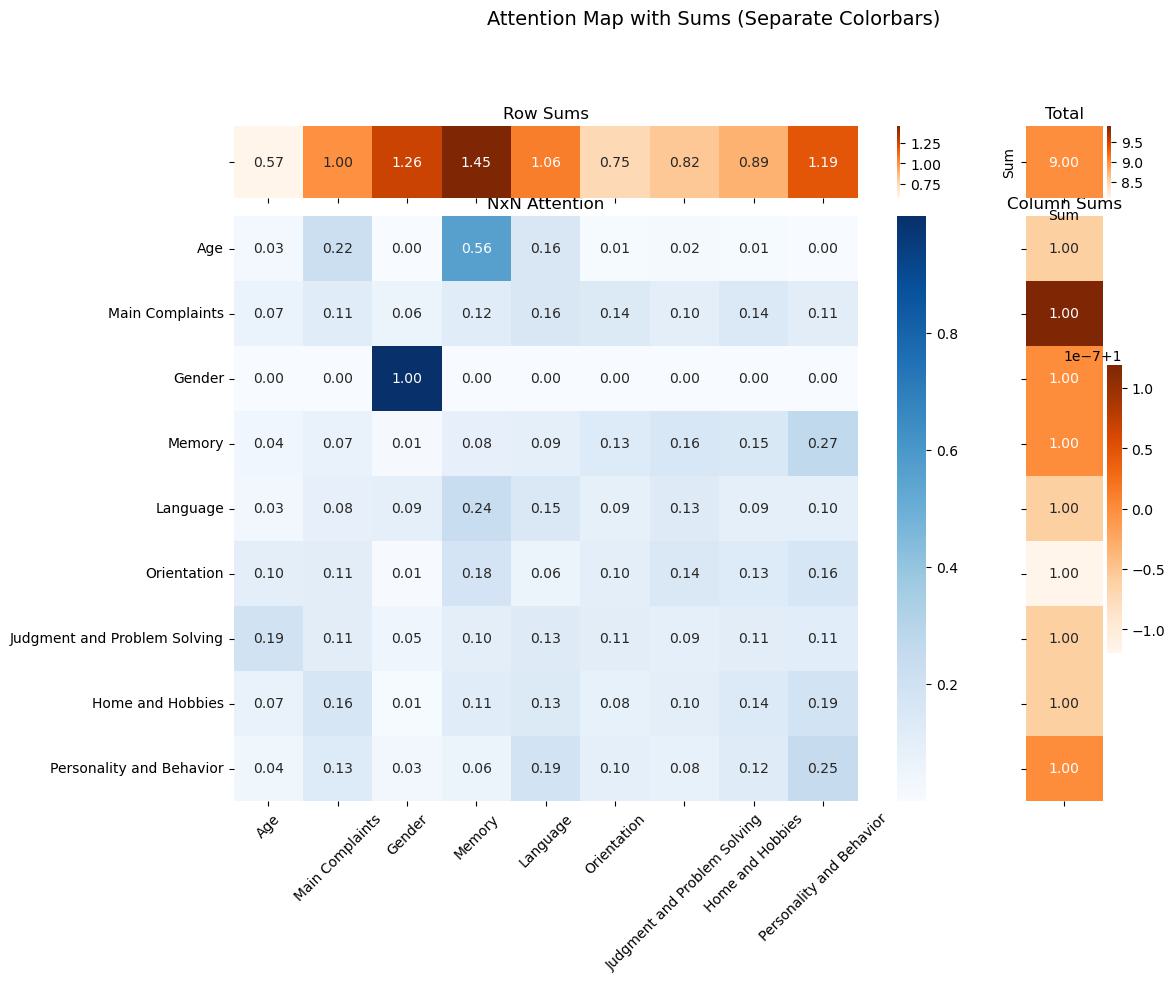 Attention Map with Sums (Separate Colorbars)
Row Sums
0.57 1.00 1.26 1.45 1.06 0.75 0.82 0.89 1.19
1.25
1.00
0.75
Total
Sum
9.00
9.5
9.0
8.5
Sum
NxN Attention
Age 0.03 0.22 0.00 0.56 0.16 0.01 0.02 0.01 0.00
Main Complaints 0.07 0.11 0.06 0.12 0.16 0.14 0.10 0.14 0.11
Gender 0.00 0.00 1.00 0.00 0.00 0.00 0.00 0.00 0.00
Memory 0.04 0.07 0.01 0.08 0.09 0.13 0.16 0.15 0.27
Language 0.03 0.08 0.09 0.24 0.15 0.09 0.13 0.09 0.10
Orientation 0.10 0.11 0.01 0.18 0.06 0.10 0.14 0.13 0.16
Judgment and Problem Solving 0.19 0.11 0.05 0.10 0.13 0.11 0.09 0.11 0.11
Home and Hobbies 0.07 0.16 0.01 0.11 0.13 0.08 0.10 0.14 0.19
Personality and Behavior 0.04 0.13 0.03 0.06 0.19 0.10 0.08 0.12 0.25
Age
Main Complaints
Gender
Memory
Language
Orientation
Judgment and Problem Solving
Home and Hobbies
Personality and Behavior
0.8
0.6
0.4
0.2
Column Sums
1.00
1.00
1.00
1.00
1.00
1.00
1.00
1.00
1.00
1e−7+1
1.0
0.5
0.0
−0.5
−1.0